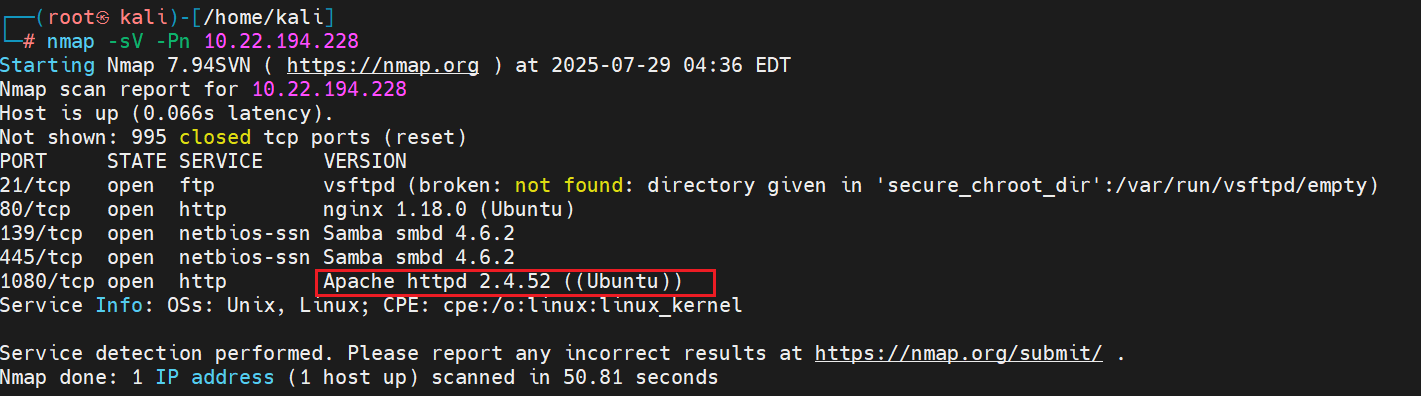 ┌──(root㉿ kali)-[/home/kali]
└─# nmap -sV -Pn 10.22.194.228
Starting Nmap 7.94SVN ( https://nmap.org ) at 2025-07-29 04:36 EDT
Nmap scan report for 10.22.194.228
Host is up (0.066s latency).
Not shown: 995 closed tcp ports (reset)
PORT     STATE SERVICE     VERSION
21/tcp   open  ftp         vsftpd (broken: not found: directory given in 'secure_chroot_dir':/var/run/vsftpd/empty)
80/tcp   open  http        nginx 1.18.0 (Ubuntu)
139/tcp  open  netbios-ssn Samba smbd 4.6.2
445/tcp  open  netbios-ssn Samba smbd 4.6.2
1080/tcp open  http        Apache httpd 2.4.52 ((Ubuntu))
Service Info: OSs: Unix, Linux; CPE: cpe:/o:linux:linux_kernel

Service detection performed. Please report any incorrect results at https://nmap.org/submit/ .
Nmap done: 1 IP address (1 host up) scanned in 50.81 seconds